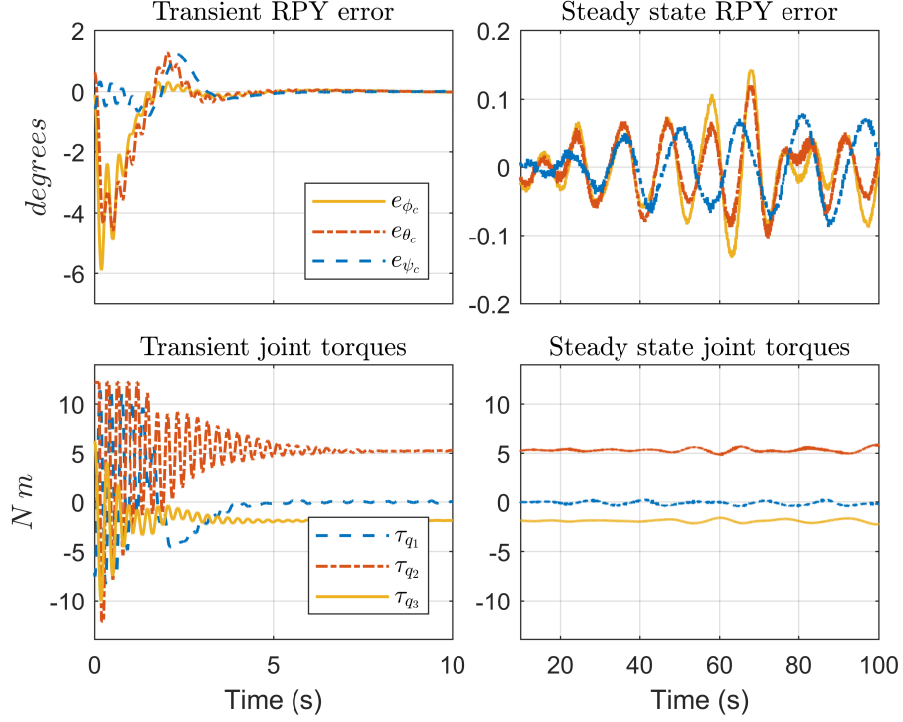 Transient RPY error
Steady state RPY error
2
0
-2
-4
-6
degrees
e_{ϕ_c}
e_{θ_c}
e_{ψ_c}
0.2
0.1
0
-0.1
-0.2
Transient joint torques
Steady state joint torques
10
5
0
-5
-10
N m
τ_{q_1}
τ_{q_2}
τ_{q_3}
0 5 10
Time (s)
10
5
0
-5
-10
20 40 60 80 100
Time (s)